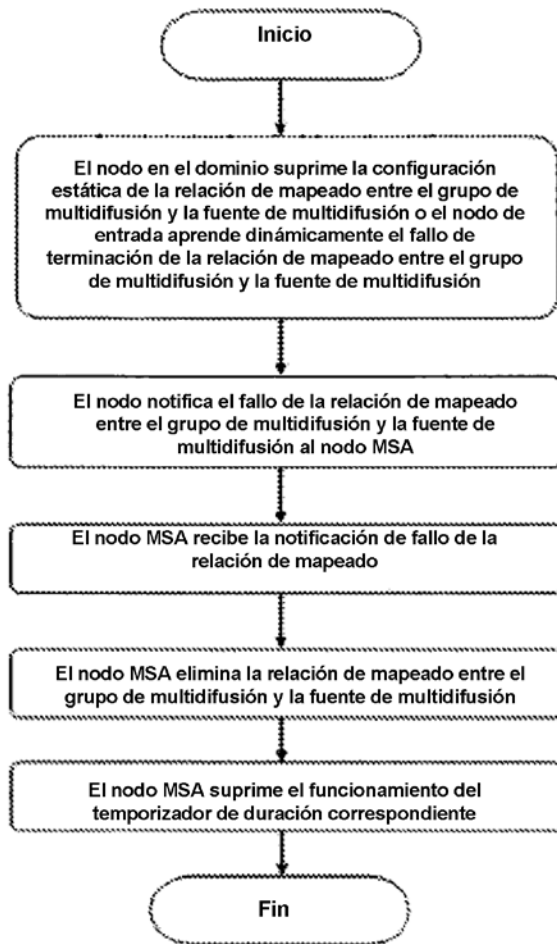 Inicio
El nodo en el dominio suprime la configuración
estática de la relación de mapeado entre el grupo de
multidifusión y la fuente de multidifusión o el nodo de
entrada aprende dinámicamente el fallo de
terminación de la relación de mapeado entre el grupo
de multidifusión y la fuente de multidifusión
El nodo notifica el fallo de la relación de mapeado
entre el grupo de multidifusión y la fuente de
multidifusión al nodo MSA
El nodo MSA recibe la notificación de fallo de la
relación de mapeado
El nodo MSA elimina la relación de mapeado entre el
grupo de multidifusión y la fuente de multidifusión
El nodo MSA suprime el funcionamiento del
temporizador de duración correspondiente
Fin